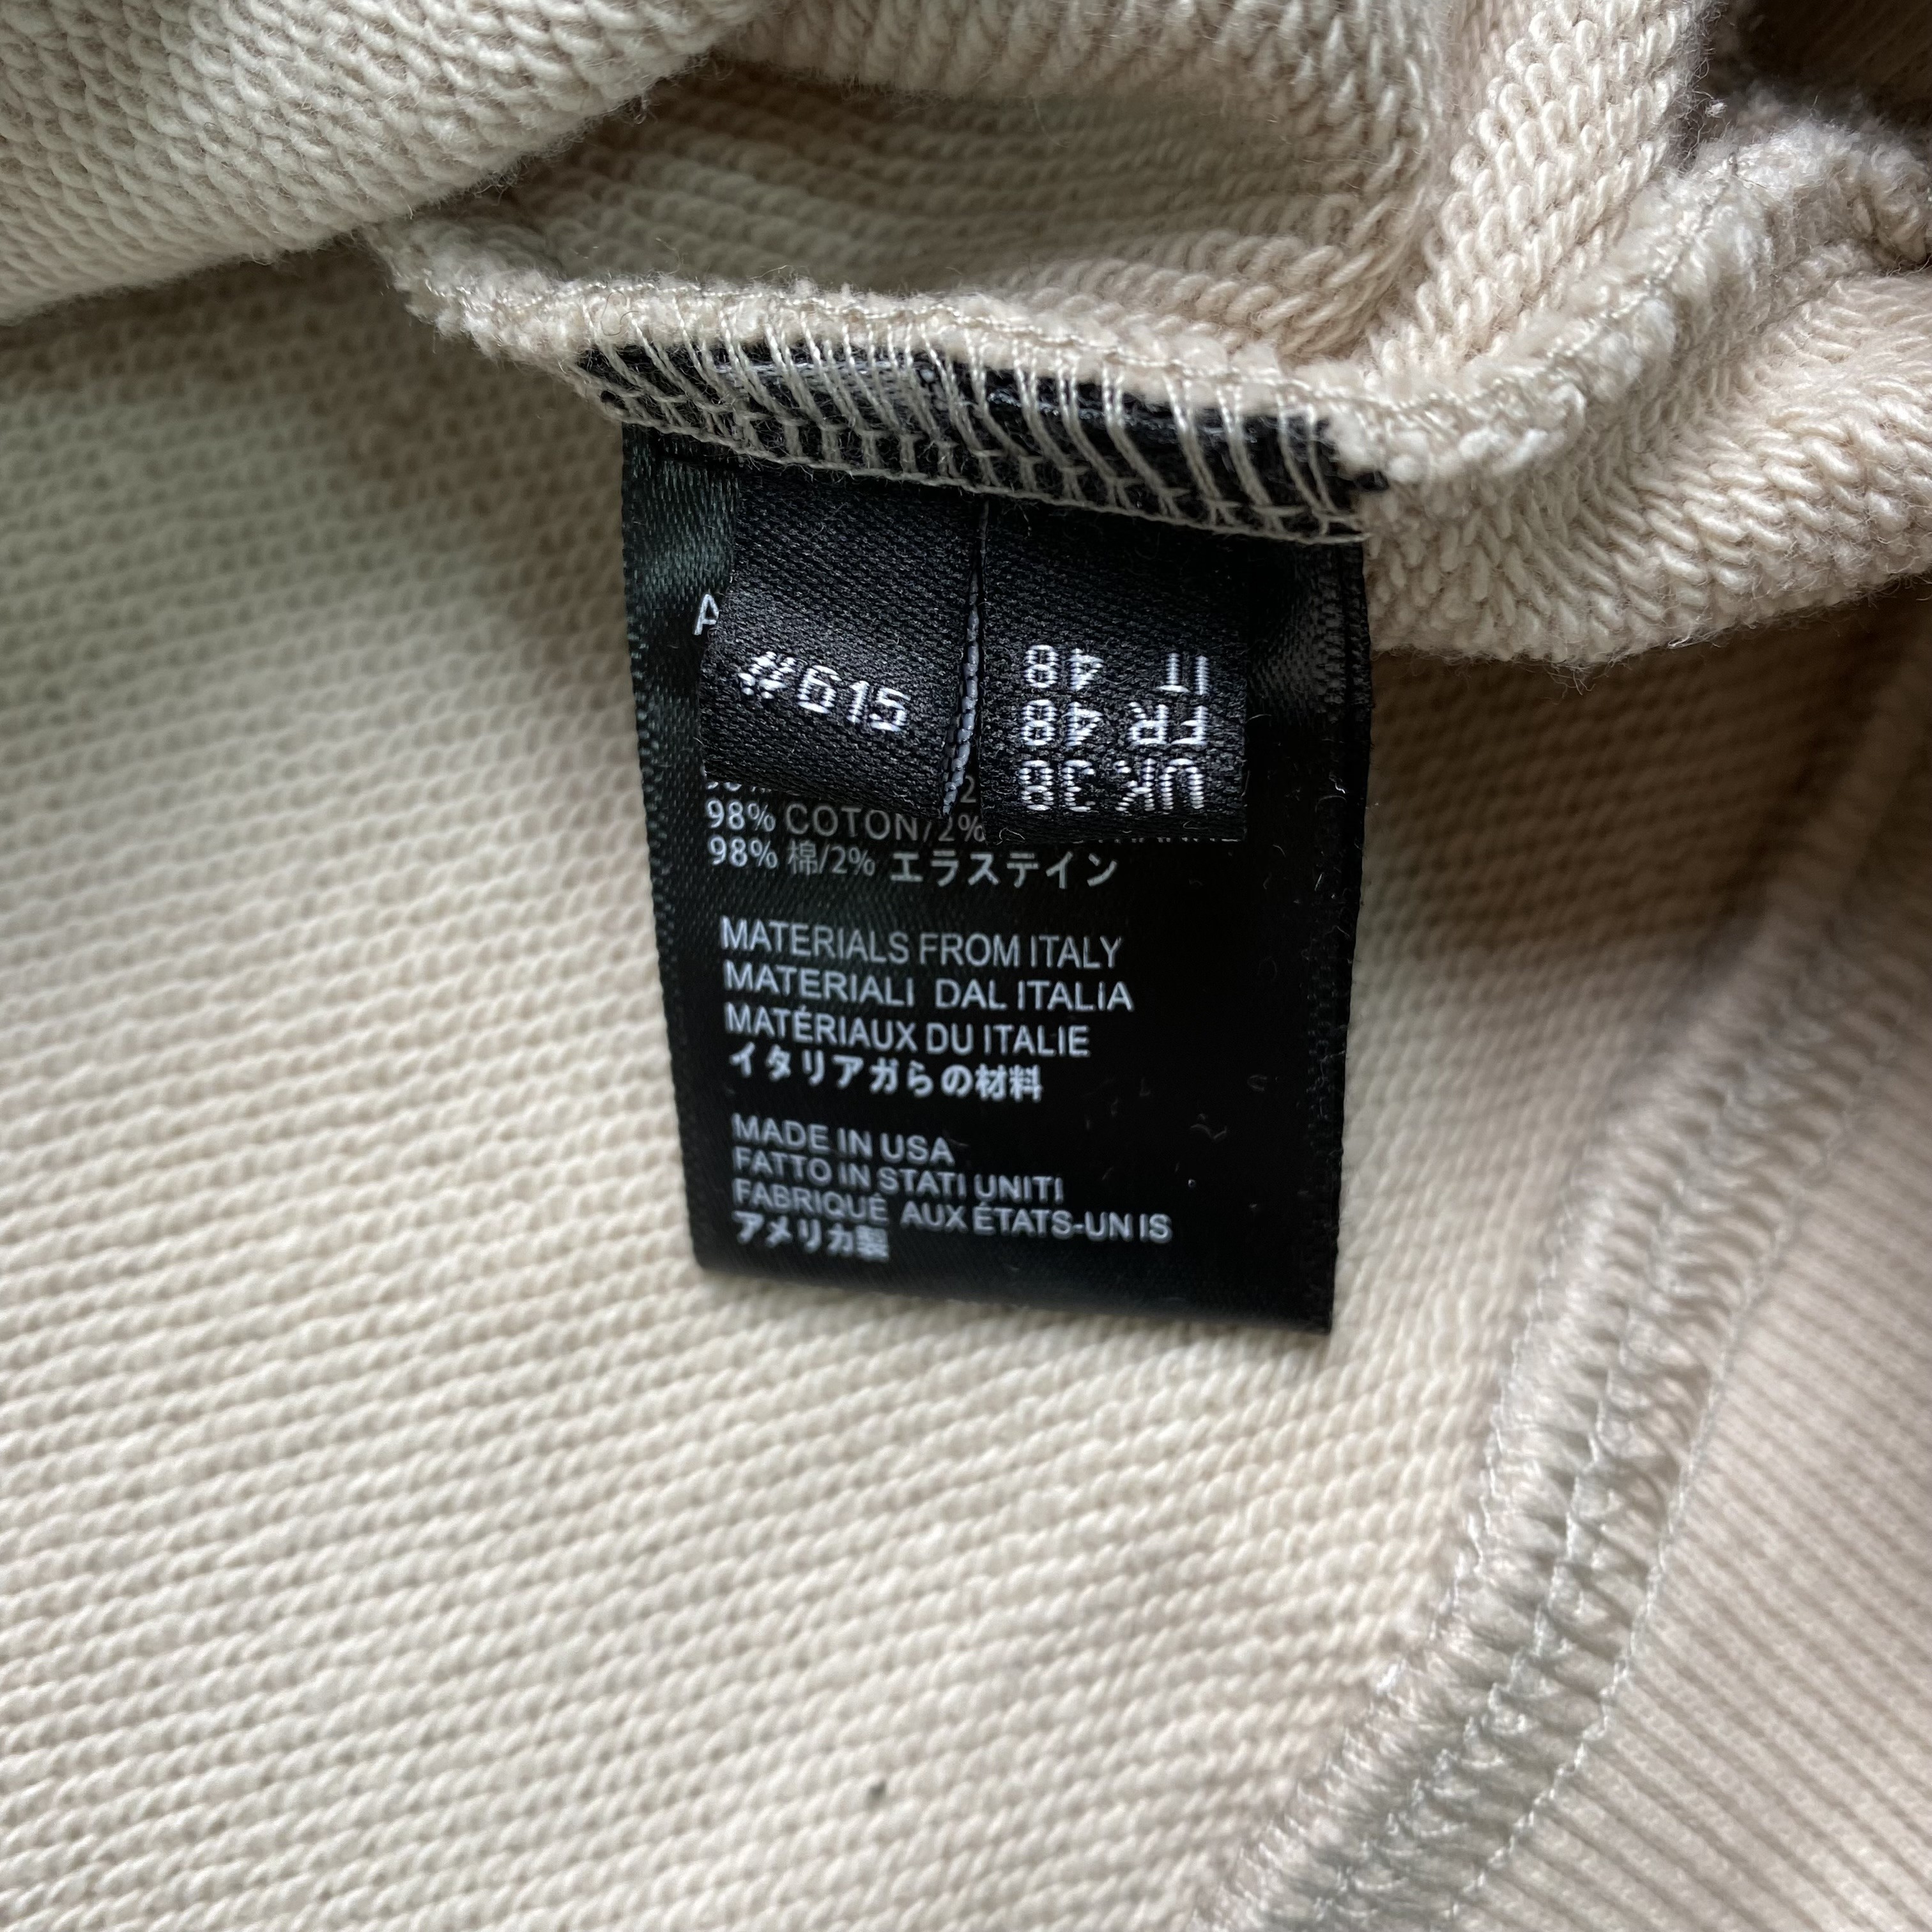 #615
IT 48
FR 48
UK 38
A
98% COTON/2%
98% 棉/2% エラステイン
MATERIALS FROM ITALY
MATERIALI DAL ITALIA
MATÉRIAUX DU ITALIE
イタリアガらの材料
MADE IN USA
FATTO IN STATI UNITI
FABRIQUÉ AUX ÉTATS-UNIS
アメリカ製